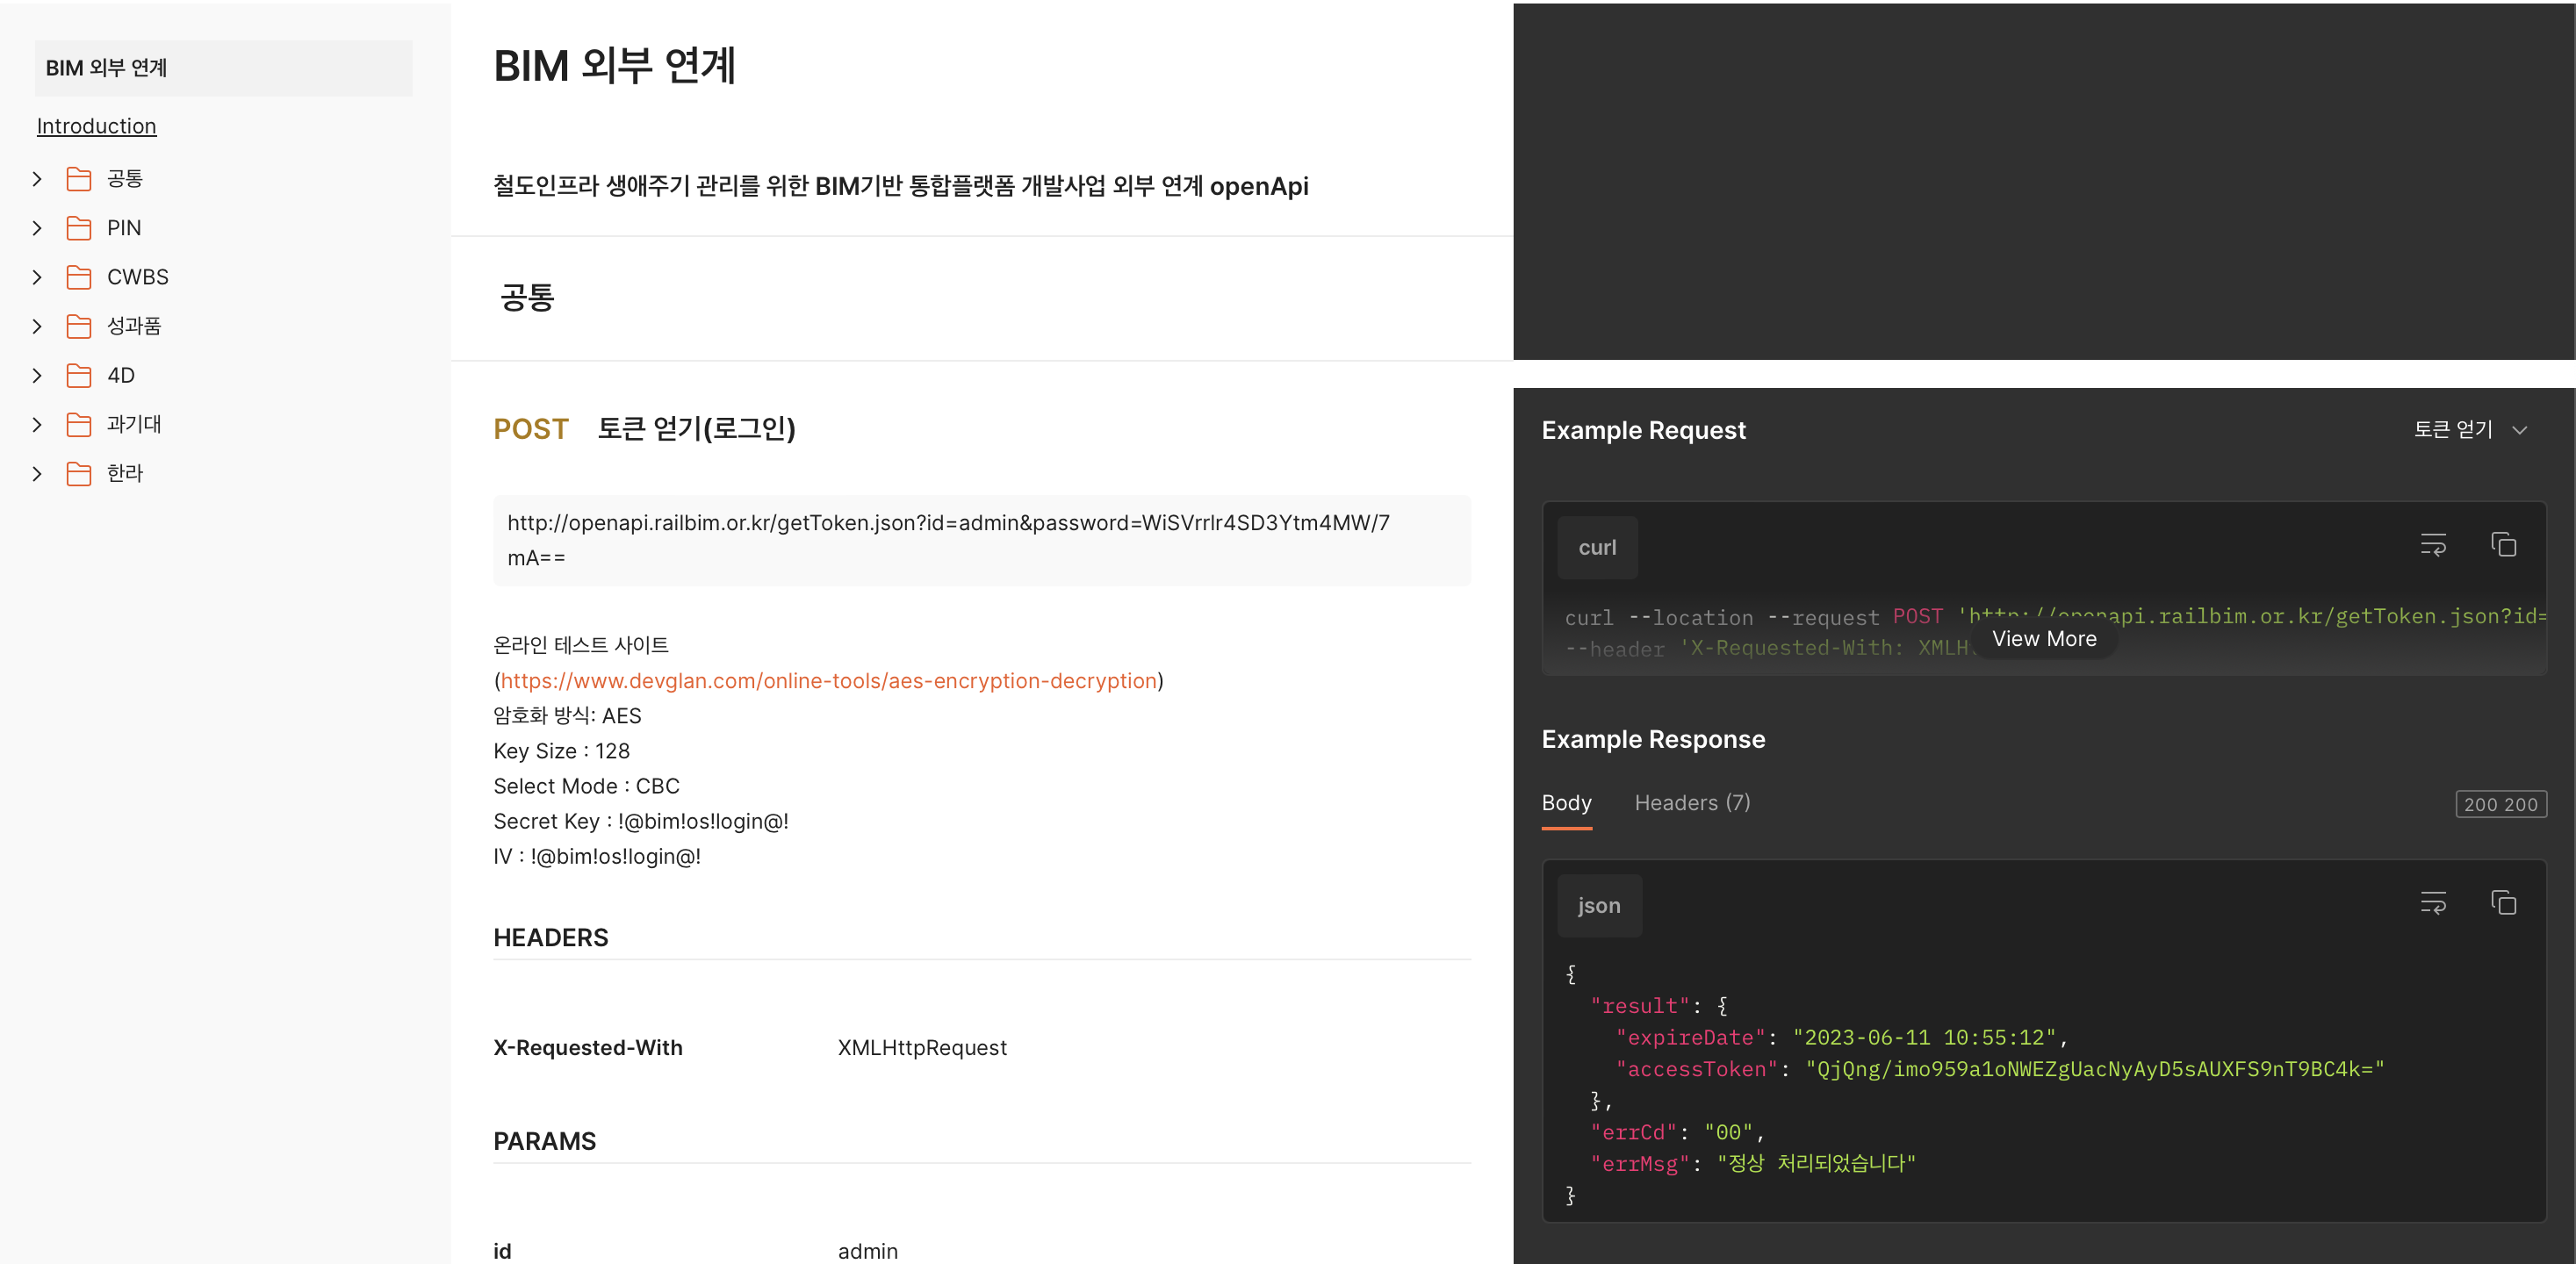 BIM 외부 연계
Introduction
공통
PIN
CWBS
성과품
4D
과기대
한라
BIM 외부 연계
철도인프라 생애주기 관리를 위한 BIM기반 통합플랫폼 개발사업 외부 연계 openApi
공통
POST 토큰 얻기(로그인)
http://openapi.railbim.or.kr/getToken.json?id=admin&password=WiSVrrIr4SD3Ytm4MW/7
mA==
온라인 테스트 사이트
(https://www.devglan.com/online-tools/aes-encryption-decryption)
암호화 방식: AES
Key Size : 128
Select Mode : CBC
Secret Key : !@bim!os!login@!
IV : !@bim!os!login@!
HEADERS
X-Requested-With XMLHttpRequest
PARAMS
id admin
Example Request 토큰 얻기
curl
curl --location --request POST 'http://openapi.railbim.or.kr/getToken.json?id=
--header 'X-Requested-With: XMLH
View More
Example Response
Body Headers (7) 200 200
json
{
"result": {
"expireDate": "2023-06-11 10:55:12",
"accessToken": "QjQng/imo959a1oNWEZgUacNyAyD5sAUXFS9nT9BC4k="
},
"errCd": "00",
"errMsg": "정상 처리되었습니다"
}